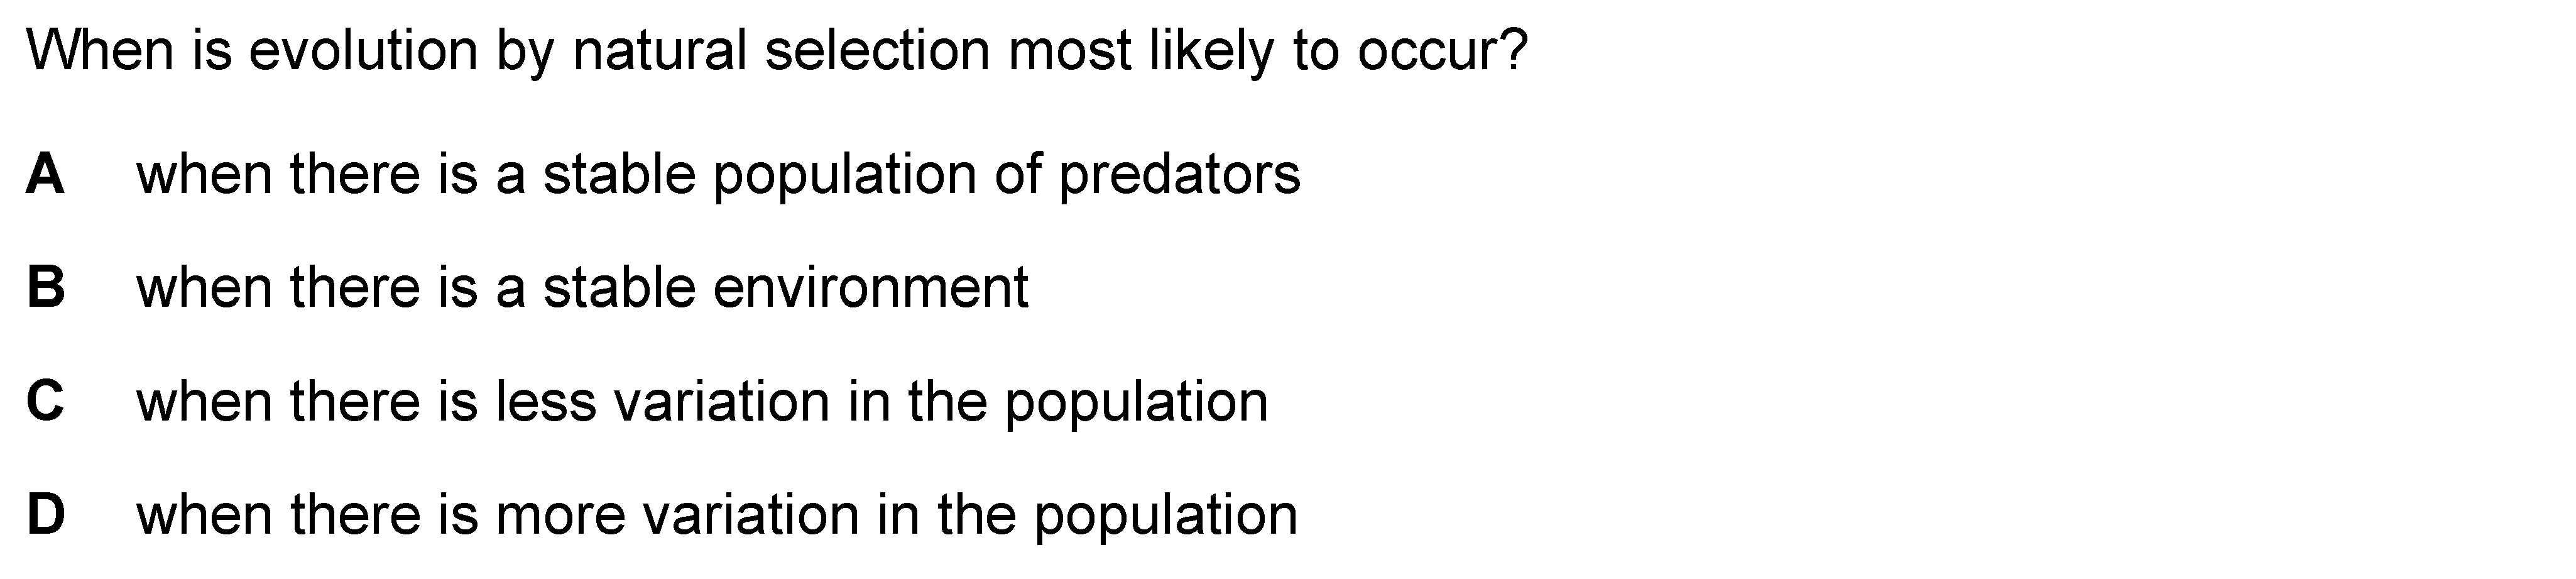 When is evolution by natural selection most likely to occur?
A when there is a stable population of predators
B when there is a stable environment
C when there is less variation in the population
D when there is more variation in the population